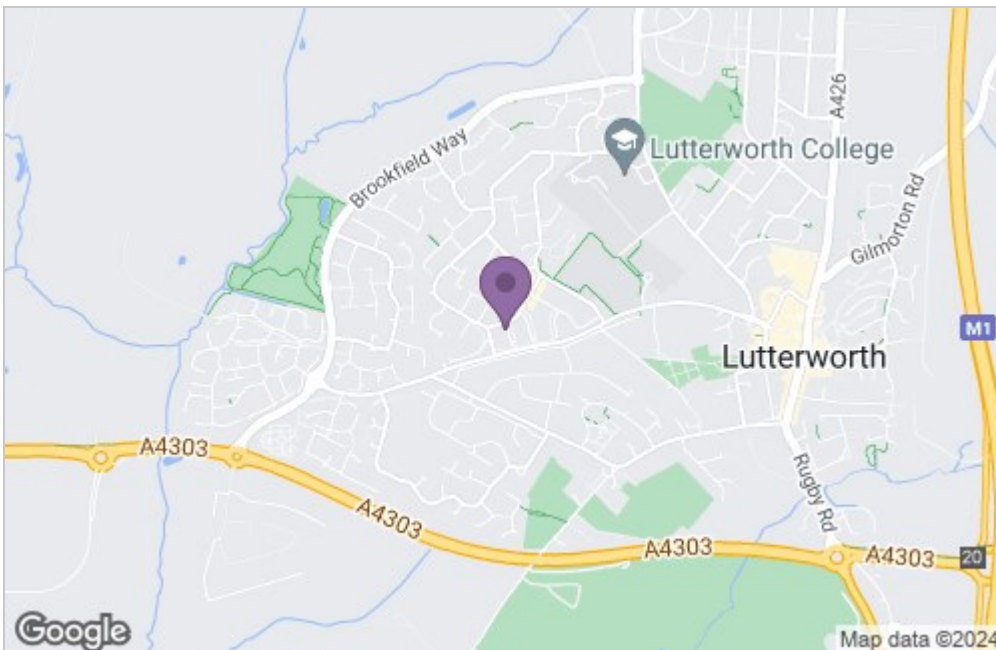 A426
Lutterworth College
Brookfield Way
Gilmorton Rd
M1
Lutterworth
A4303
A4303
Rugby Rd
A4303
A4303
20
Google
Map data ©2024